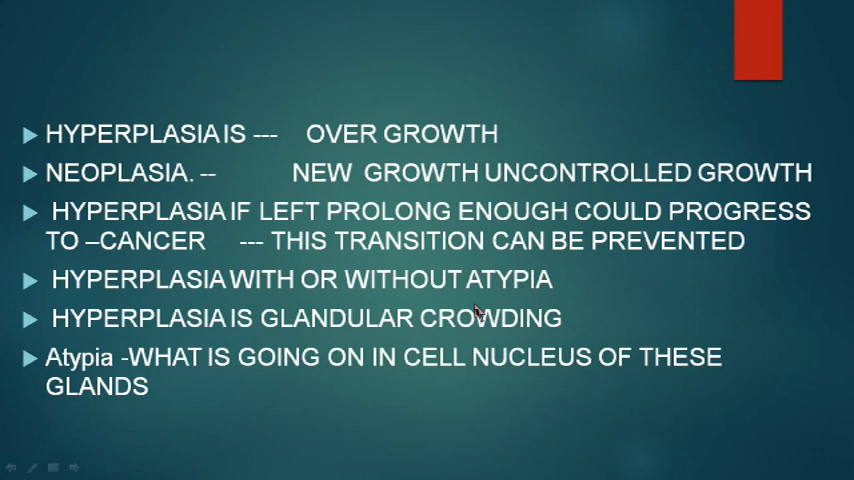 HYPERPLASIA IS --- OVER GROWTH
NEOPLASIA. -- NEW GROWTH UNCONTROLLED GROWTH
HYPERPLASIA IF LEFT PROLONG ENOUGH COULD PROGRESS
TO –CANCER --- THIS TRANSITION CAN BE PREVENTED
HYPERPLASIA WITH OR WITHOUT ATYPIA
HYPERPLASIA IS GLANDULAR CROWDING
Atypia -WHAT IS GOING ON IN CELL NUCLEUS OF THESE
GLANDS